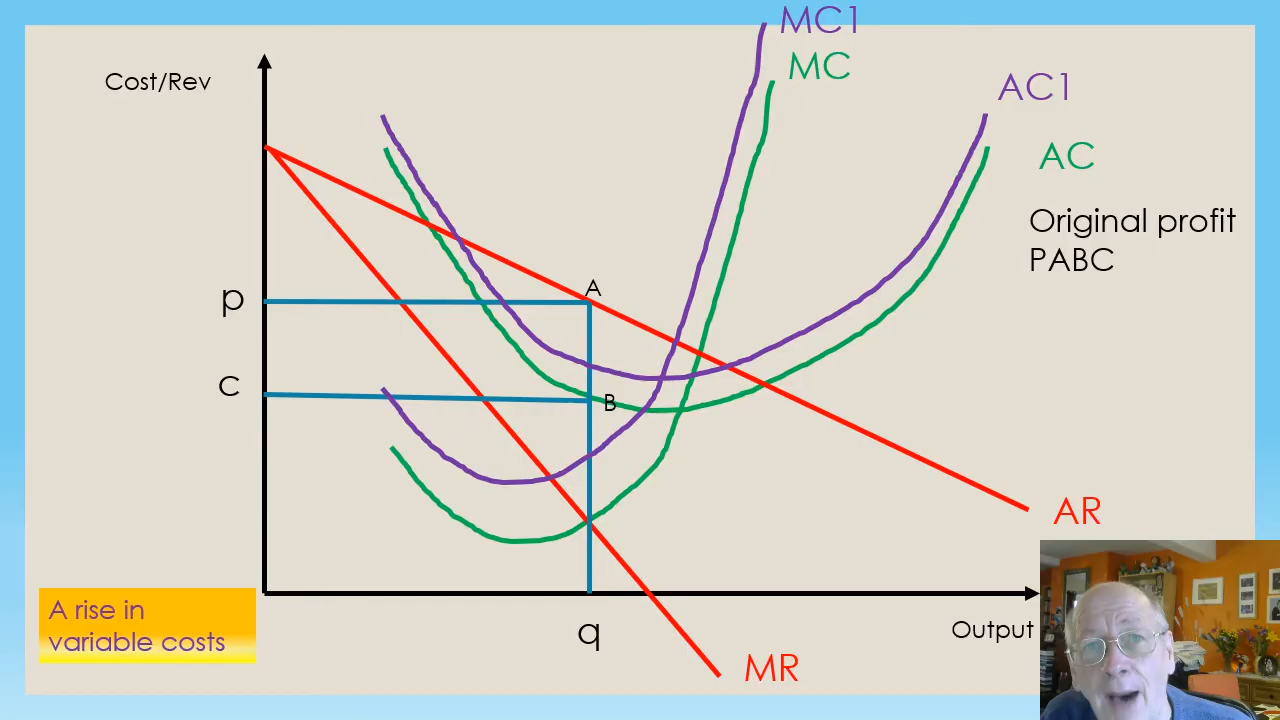 MC1
MC
Cost/Rev
AC1
AC
Original profit
PABC
A
p
C
B
AR
A rise in
variable costs
q
Output
MR